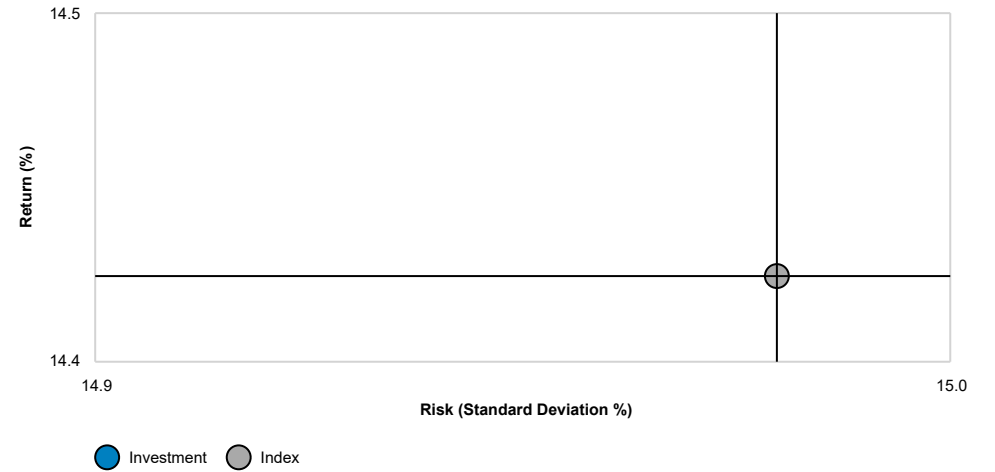 14.5
Return (%)
14.4
14.9
15.0
Risk (Standard Deviation %)
Investment
Index